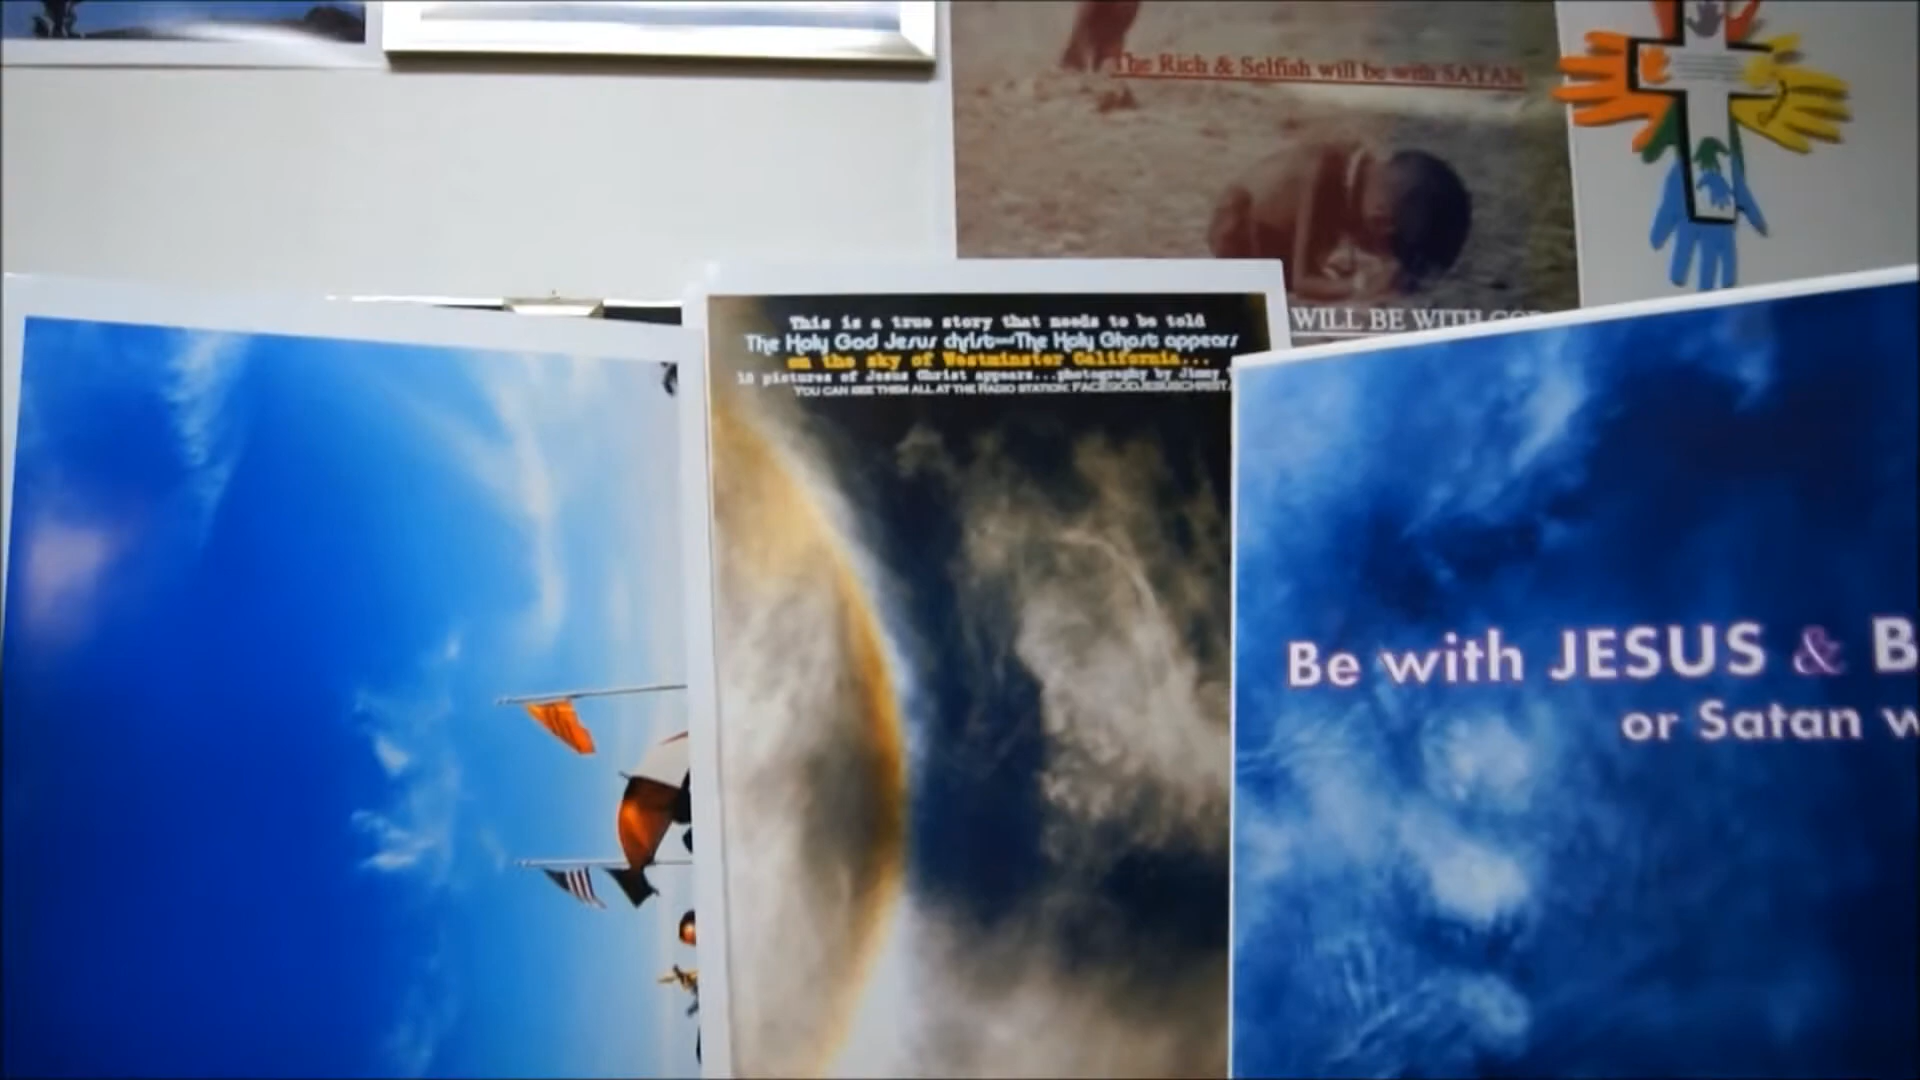 The Rich & Selfish will be with SATAN
WILL BE WITH GOD
This is a true story that needs to be told
The Holy God Jesus christ and The Holy Ghost appears
on the sky of Westminster California...
10 pictures of Jesus Christ appears...photography by Jimmy
YOU CAN SEE THEM ALL AT THE RADIO STATION: FACEGODJESUSCHRIST
Be with JESUS & B
or Satan w